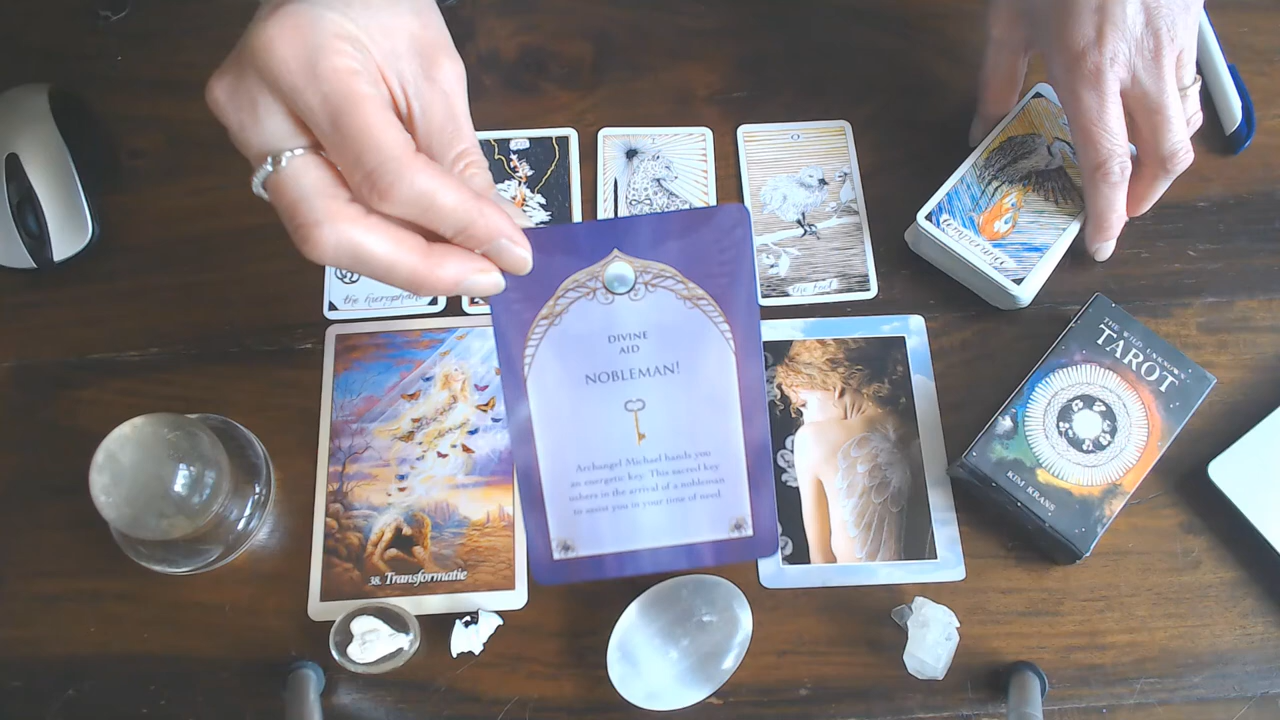 XVI
I
0
the hierophant
the fool
temperance
DIVINE
AID
NOBLEMAN!
Archangel Michael hands you
an energetic key. This sacred key
ushers in the arrival of a nobleman
to assist you in your time of need.
38. Transformatie
THE WILD UNKNOWN
TAROT
KIM KRANS